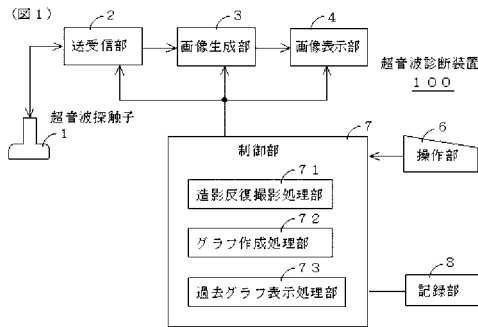 (図1)
2
送受信部
3
画像生成部
4
画像表示部
超音波診断装置
100
超音波探触子
1
7
制御部
6
操作部
71
造影反復撮影処理部
72
グラフ作成処理部
73
過去グラフ表示処理部
8
記録部